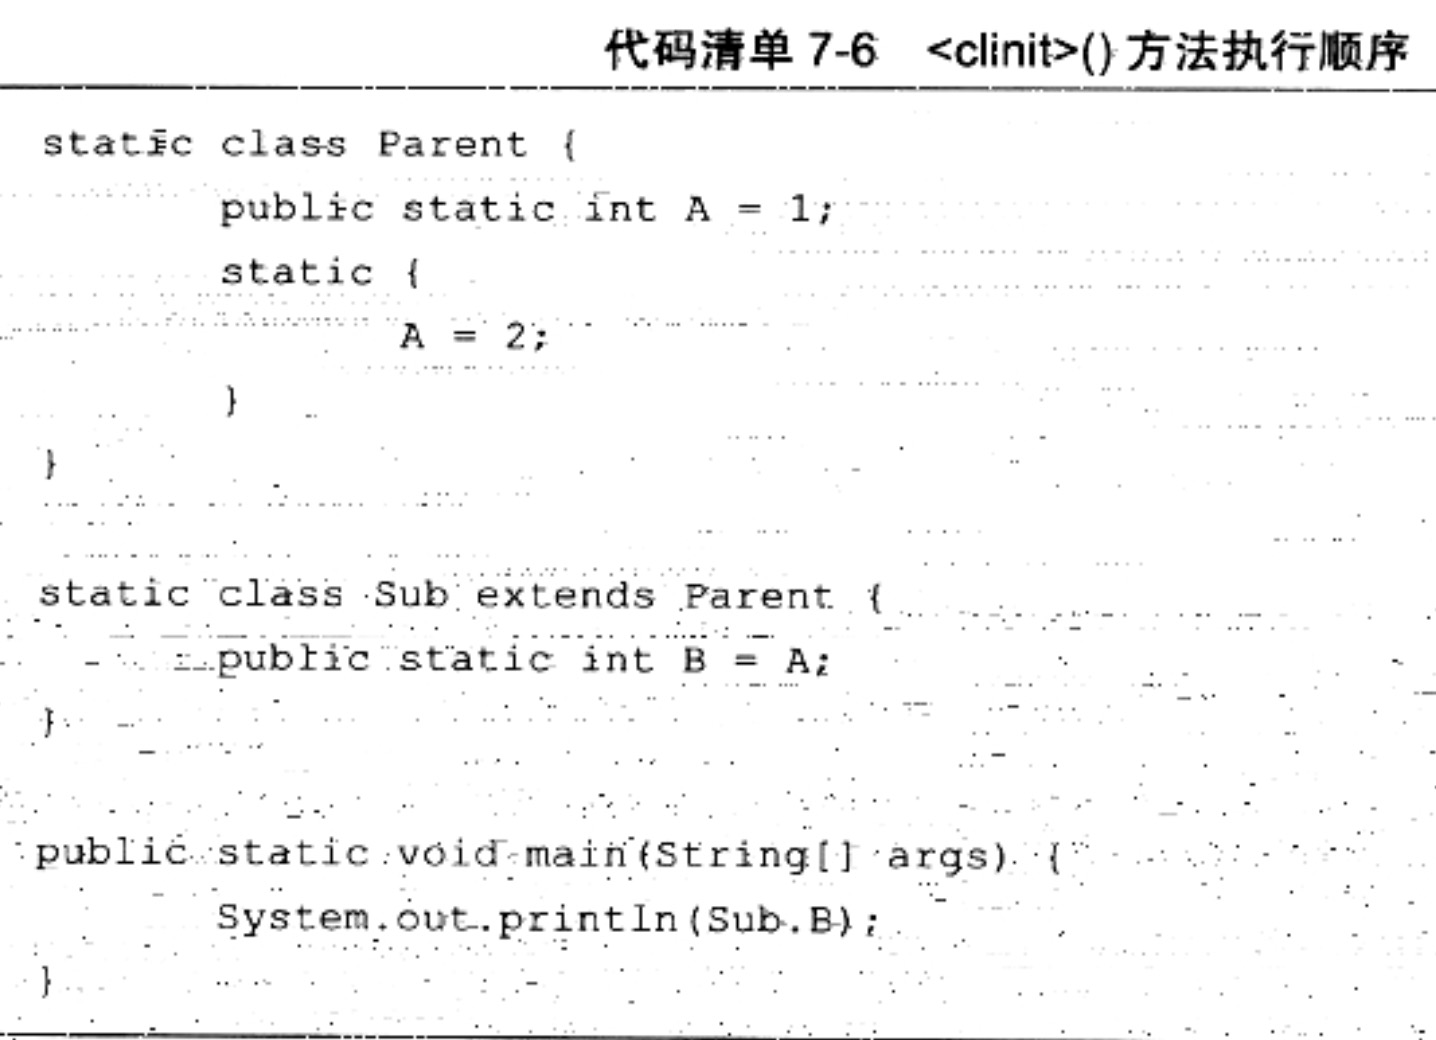 代码清单 7-6　<clinit>() 方法执行顺序
static class Parent {
        public static int A = 1;
        static {
                A = 2;
        }
}
static class Sub extends Parent {
        public static int B = A;
}
public static void main(String[] args) {
        System.out.println(Sub.B);
}